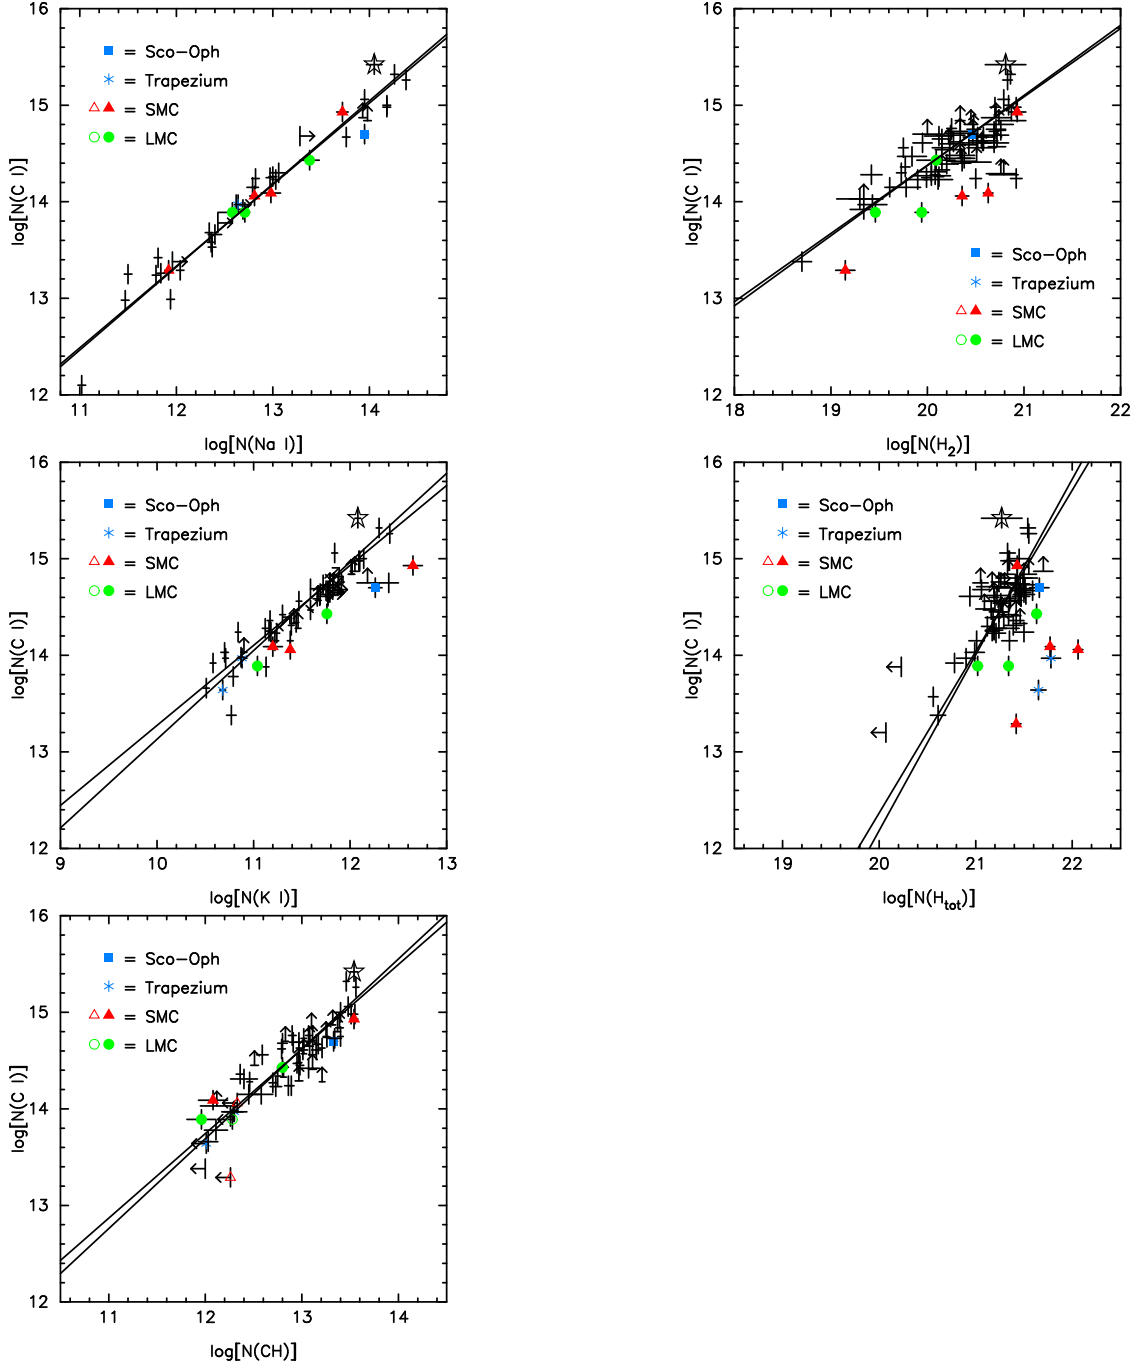 16
15
14
13
12
log[N(C I)]
■ = Sco-Oph
* = Trapezium
△▲ = SMC
○● = LMC
11 12 13 14
log[N(Na I)]
16
15
14
13
12
log[N(C I)]
■ = Sco-Oph
* = Trapezium
△▲ = SMC
○● = LMC
18 19 20 21 22
log[N(H₂)]
16
15
14
13
12
log[N(C I)]
■ = Sco-Oph
* = Trapezium
△▲ = SMC
○● = LMC
9 10 11 12 13
log[N(K I)]
16
15
14
13
12
log[N(C I)]
■ = Sco-Oph
* = Trapezium
△▲ = SMC
○● = LMC
19 20 21 22
log[N(H_tot)]
16
15
14
13
12
log[N(C I)]
■ = Sco-Oph
* = Trapezium
△▲ = SMC
○● = LMC
11 12 13 14
log[N(CH)]